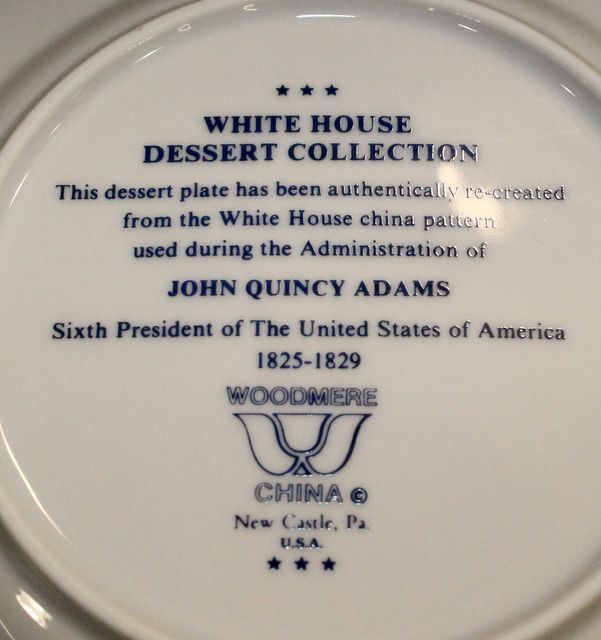 ★ ★ ★
WHITE HOUSE
DESSERT COLLECTION
This dessert plate has been authentically re-created
from the White House china pattern
used during the Administration of
JOHN QUINCY ADAMS
Sixth President of The United States of America
1825-1829
WOODMERE
CHINA ©
New Castle, Pa.
U.S.A.
★ ★ ★